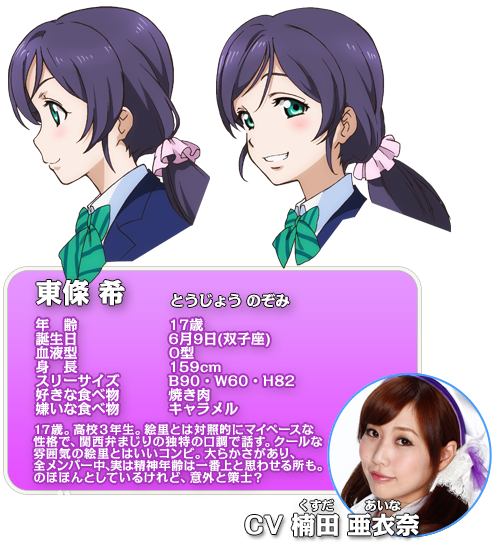 東條 希 とうじょう のぞみ
年 齢 17歳
誕生日 6月9日(双子座)
血液型 O型
身 長 159cm
スリーサイズ B90・W60・H82
好きな食べ物 焼き肉
嫌いな食べ物 キャラメル
17歳。高校3年生。絵里とは対照的にマイペースな
性格で、関西弁まじりの独特の口調で話す。クールな
雰囲気の絵里とはいいコンビ。大らかさがあり、
全メンバー中、実は精神年齢は一番上と思わせる所も。
のほほんとしているけれど、意外と策士?
くすだ あいな
CV 楠田 亜衣奈